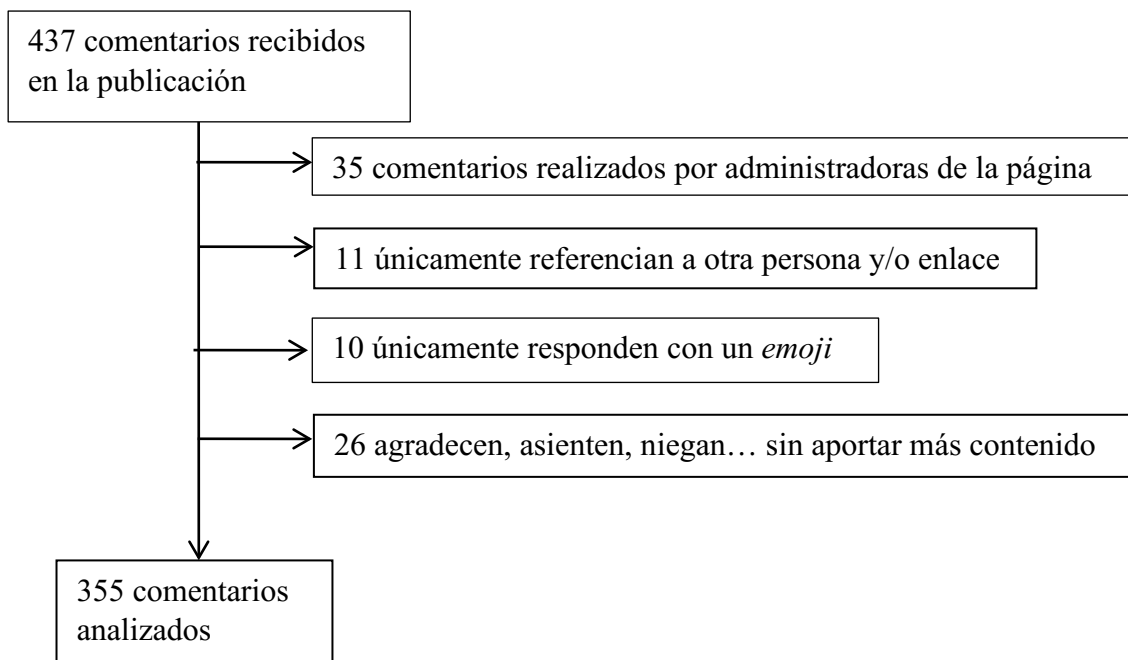 437 comentarios recibidos
en la publicación
35 comentarios realizados por administradoras de la página
11 únicamente referencian a otra persona y/o enlace
10 únicamente responden con un emoji
26 agradecen, asienten, niegan… sin aportar más contenido
355 comentarios
analizados